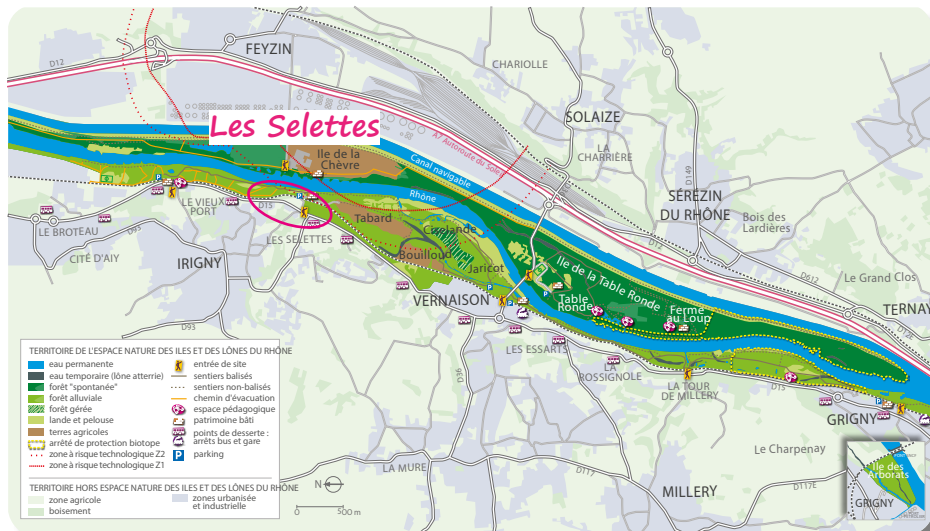 FEYZIN
D12
CHARIOLLE
SOLAIZE
Les Selettes
LA
CHARRIÈRE
A7 Autoroute du Soleil
D149
Ile de la
Chèvre
Canal navigable
Rhône
SÉRÉZIN
DU RHÔNE
Bois des
Lardières
LE VIEUX
PORT
D15
LE BROTEAU
D95
CITÉ D'AIY
IRIGNY
LES SELETTES
Tabard
Ciselande
Bouilloud
Jaricot
VERNAISON
Ile de la Table Ronde
Table
Ronde
Ferme
au Loup
D612
Le Grand Clos
TERNAY
D12E
D93
LES ESSARTS
LA
ROSSIGNOLE
LA TOUR
DE MILLERY
D15
GRIGNY
D36
LA MURE
D117
MILLERY
Le Charpenay
D117E
TERRITOIRE DE L'ESPACE NATURE DES ILES ET DES LÔNES DU RHÔNE
eau permanente
eau temporaire (lône atterrie)
forêt "spontanée"
forêt alluviale
forêt gérée
lande et pelouse
terres agricoles
arrêté de protection biotope
zone à risque technologique Z2
zone à risque technologique Z1
entrée de site
sentiers balisés
sentiers non-balisés
chemin d'évacuation
espace pédagogique
patrimoine bâti
points de desserte :
arrêts bus et gare
P parking
TERRITOIRE HORS ESPACE NATURE DES ILES ET DES LÔNES DU RHÔNE
zone agricole
boisement
zones urbanisée
et industrielle
N
0 500 m
Ile des
Arborats
GRIGNY